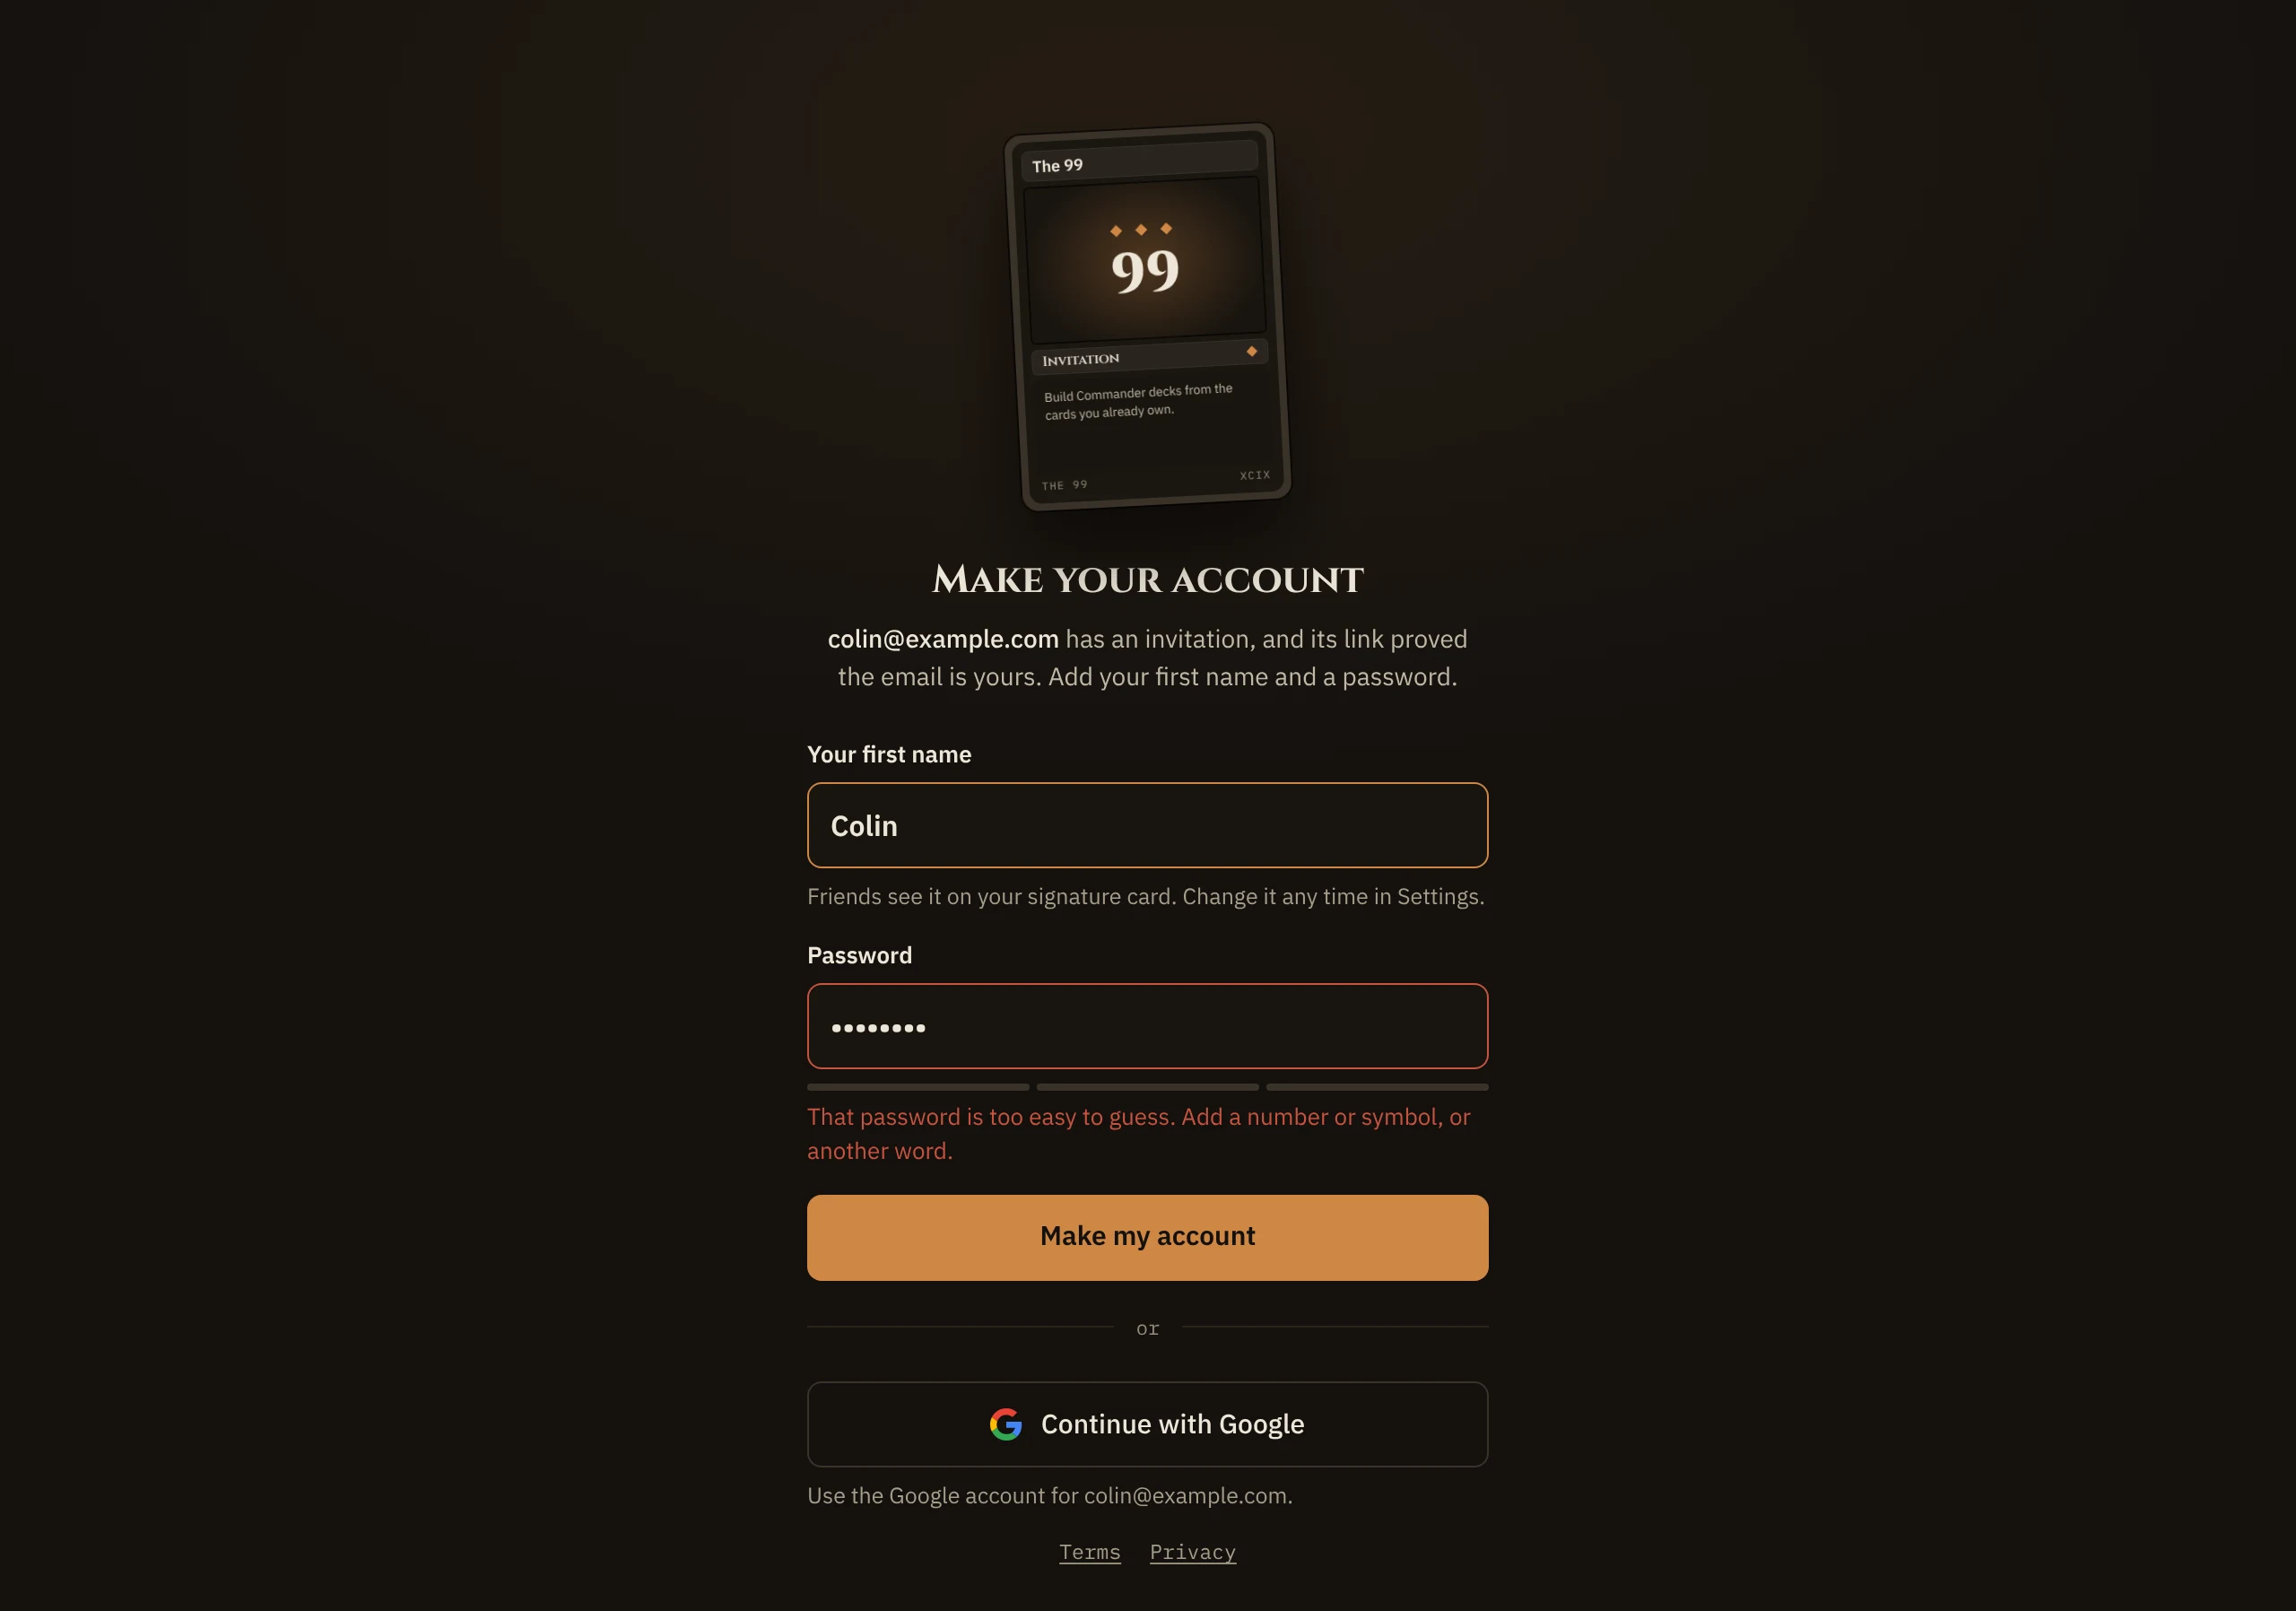 The 99
99
Invitation
Build Commander decks from the
cards you already own.
THE 99
XCIX
Make your account
colin@example.com has an invitation, and its link proved
the email is yours. Add your first name and a password.
Your first name
Colin
Friends see it on your signature card. Change it any time in Settings.
Password
••••••••
That password is too easy to guess. Add a number or symbol, or
another word.
Make my account
or
Continue with Google
Use the Google account for colin@example.com.
Terms Privacy